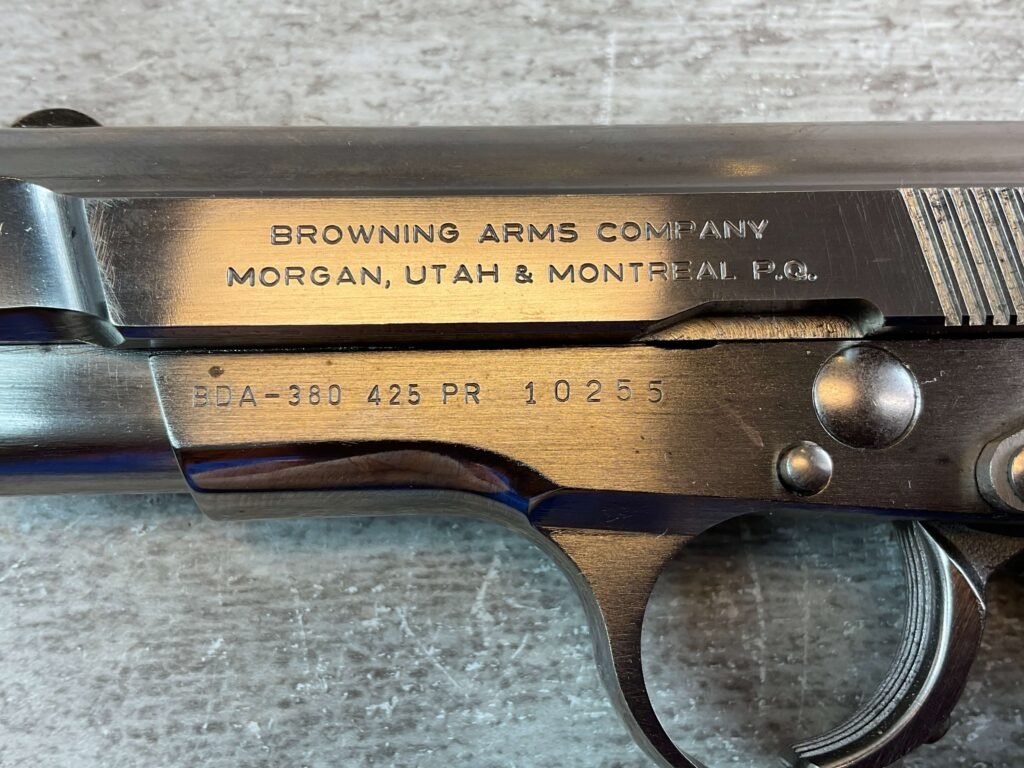 BROWNING ARMS COMPANY
MORGAN, UTAH & MONTREAL P.Q.
BDA-380 425 PR 10255